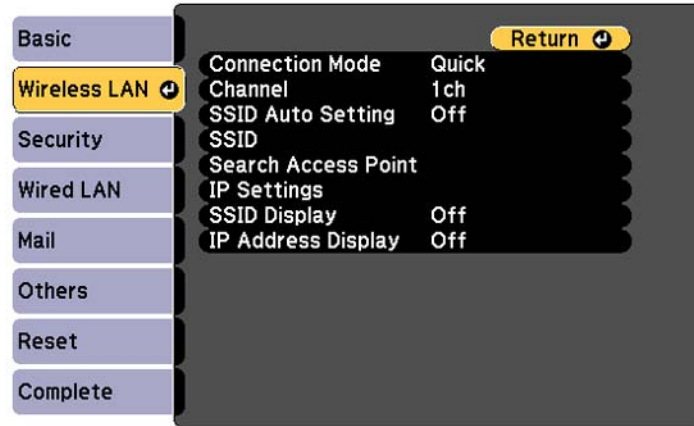 Basic
Wireless LAN
Security
Wired LAN
Mail
Others
Reset
Complete
Return
Connection Mode Quick
Channel 1ch
SSID Auto Setting Off
SSID
Search Access Point
IP Settings
SSID Display Off
IP Address Display Off